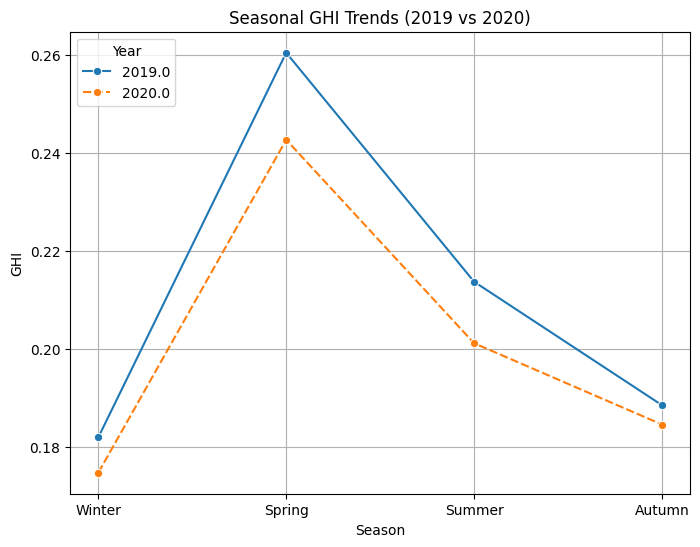 Seasonal GHI Trends (2019 vs 2020)
Year
2019.0
2020.0
0.26
0.24
0.22
0.20
0.18
GHI
Winter Spring Summer Autumn
Season